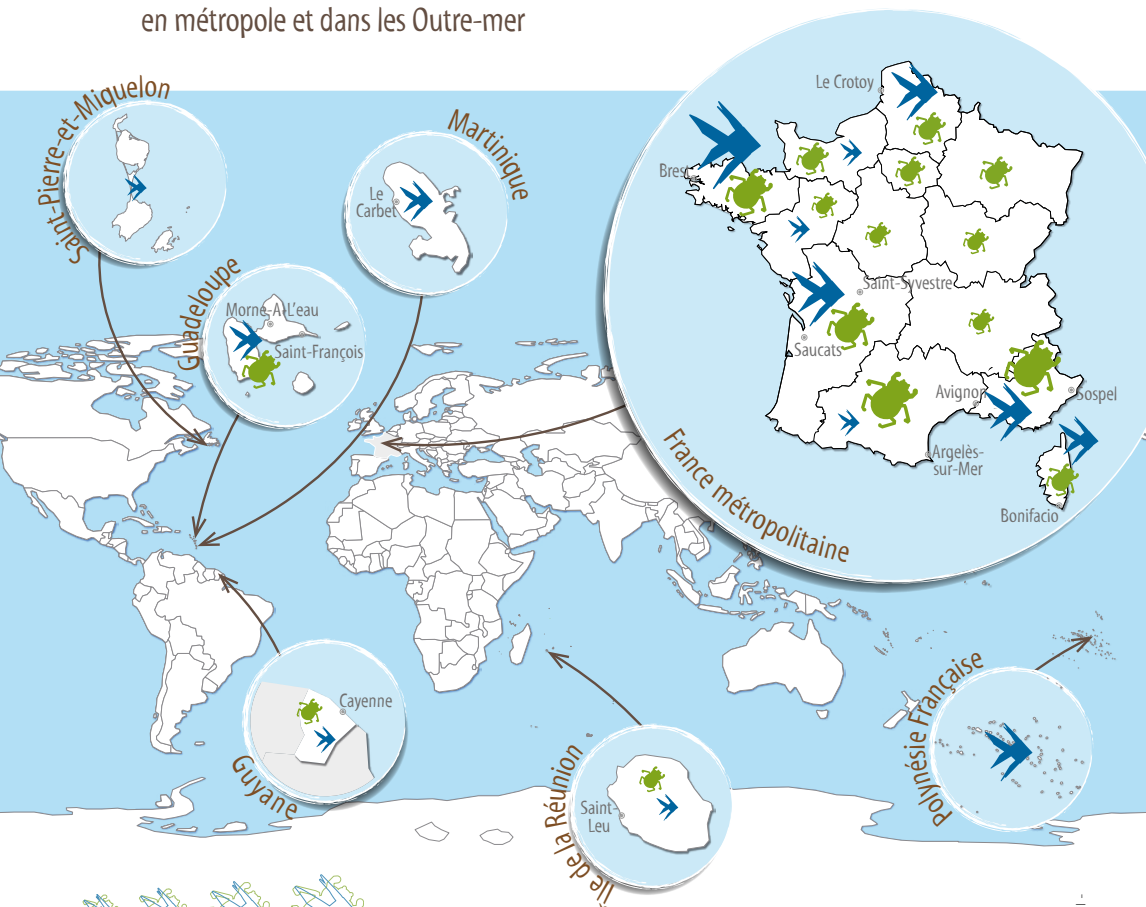 en métropole et dans les Outre-mer
Saint-Pierre-et-Miquelon
Martinique
Le
Carbet
Guadeloupe
Morne-A-L'eau
Saint-François
Le Crotoy
Brest
Saint-Syvestre
Saucats
Avignon
Sospel
Argelès-
sur-Mer
Bonifacio
France métropolitaine
Cayenne
Guyane
Saint-
Leu
Île de la Réunion
Polynésie Française